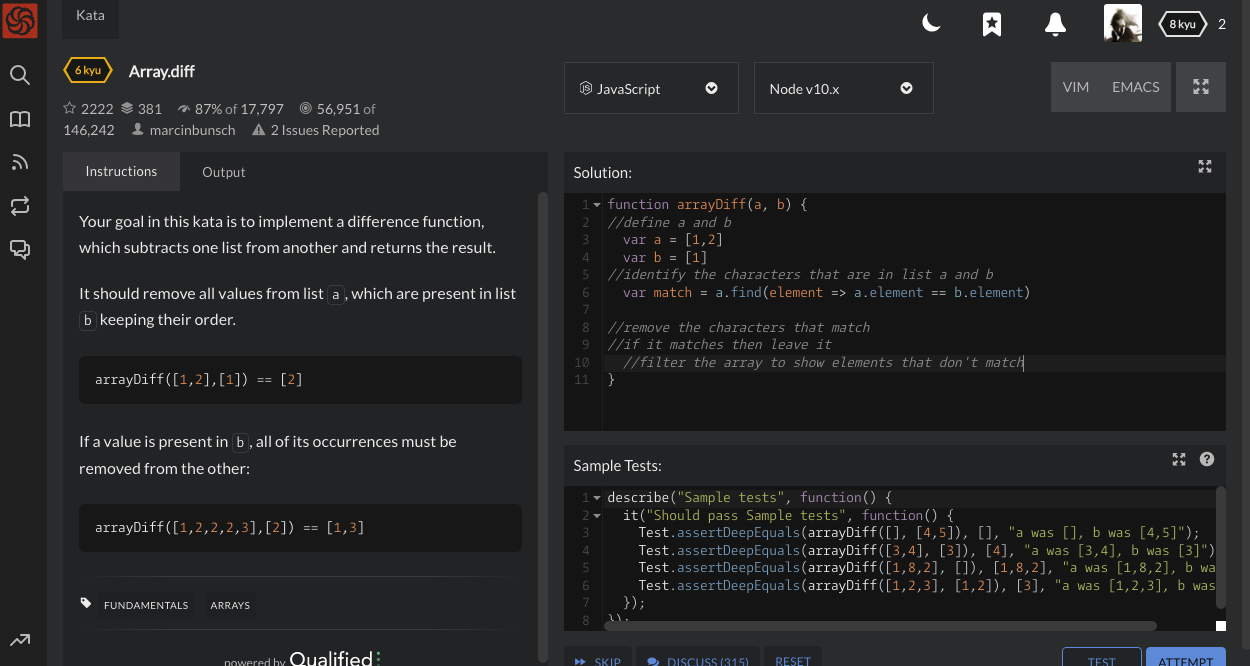 Kata
8 kyu 2
6 kyu Array.diff
2222 381 87% of 17,797 56,951 of
146,242 marcinbunsch 2 Issues Reported
JavaScript
Node v10.x
VIM EMACS
Instructions Output
Your goal in this kata is to implement a difference function,
which subtracts one list from another and returns the result.
It should remove all values from list a, which are present in list
b keeping their order.
arrayDiff([1,2],[1]) == [2]
If a value is present in b, all of its occurrences must be
removed from the other:
arrayDiff([1,2,2,2,3],[2]) == [1,3]
FUNDAMENTALS ARRAYS
powered by Qualified
Solution:
1 function arrayDiff(a, b) {
2 //define a and b
3 var a = [1,2]
4 var b = [1]
5 //identify the characters that are in list a and b
6 var match = a.find(element => a.element == b.element)
7
8 //remove the characters that match
9 //if it matches then leave it
10 //filter the array to show elements that don't match
11 }
Sample Tests:
1 describe("Sample tests", function() {
2 it("Should pass Sample tests", function() {
3 Test.assertDeepEquals(arrayDiff([], [4,5]), [], "a was [], b was [4,5]");
4 Test.assertDeepEquals(arrayDiff([3,4], [3]), [4], "a was [3,4], b was [3]")
5 Test.assertDeepEquals(arrayDiff([1,8,2], []), [1,8,2], "a was [1,8,2], b wa
6 Test.assertDeepEquals(arrayDiff([1,2,3], [1,2]), [3], "a was [1,2,3], b was
7 });
8 });
SKIP DISCUSS (315) RESET TEST ATTEMPT